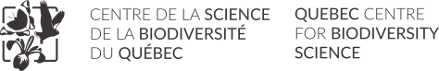 CENTRE DE LA SCIENCE
DE LA BIODIVERSITÉ
DU QUÉBEC
QUEBEC CENTRE
FOR BIODIVERSITY
SCIENCE